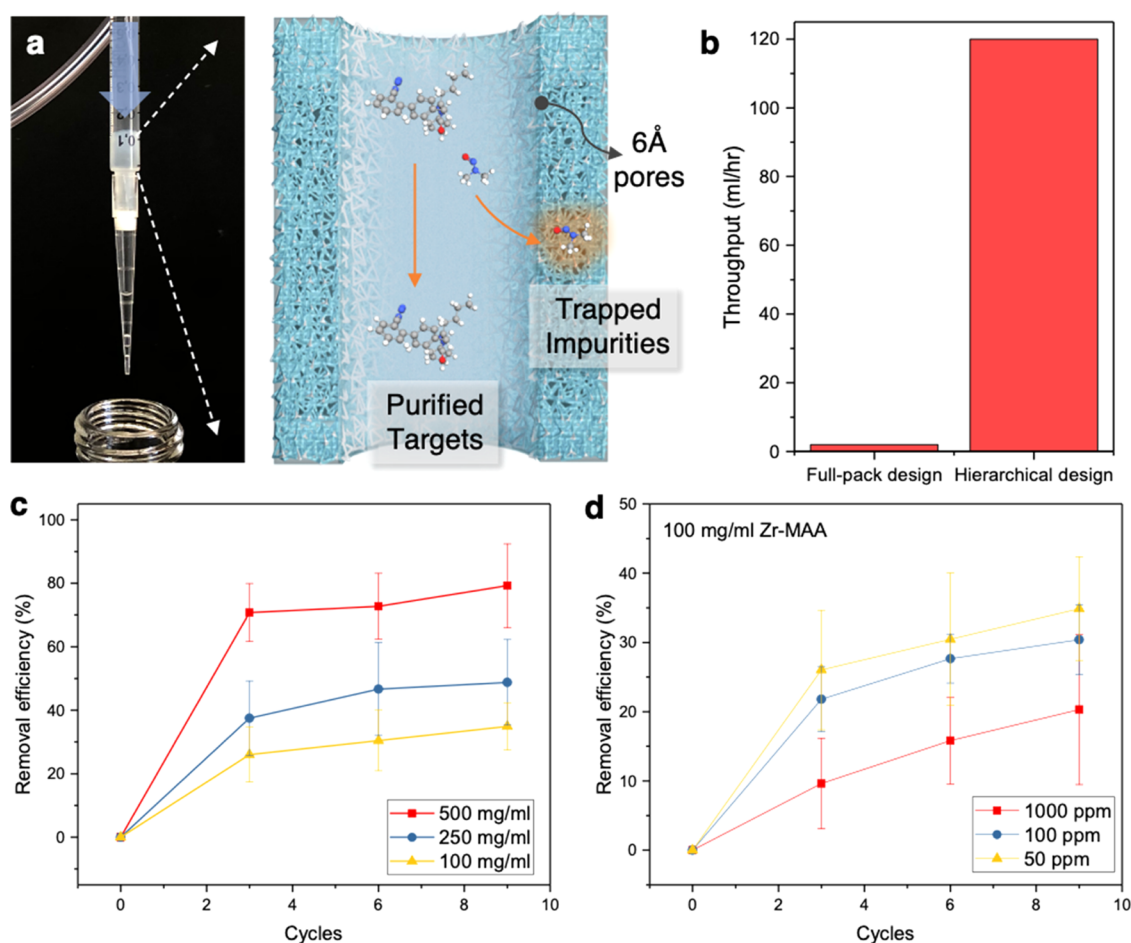 a
0,1
6Å
pores
Trapped
Impurities
Purified
Targets
b
120
100
80
60
40
20
0
Throughput (ml/hr)
Full-pack design
Hierarchical design
c
100
80
60
40
20
0
Removal efficiency (%)
500 mg/ml
250 mg/ml
100 mg/ml
0
2
4
6
8
10
Cycles
d
100 mg/ml Zr-MAA
50
40
30
20
10
0
Removal efficiency (%)
1000 ppm
100 ppm
50 ppm
0
2
4
6
8
10
Cycles